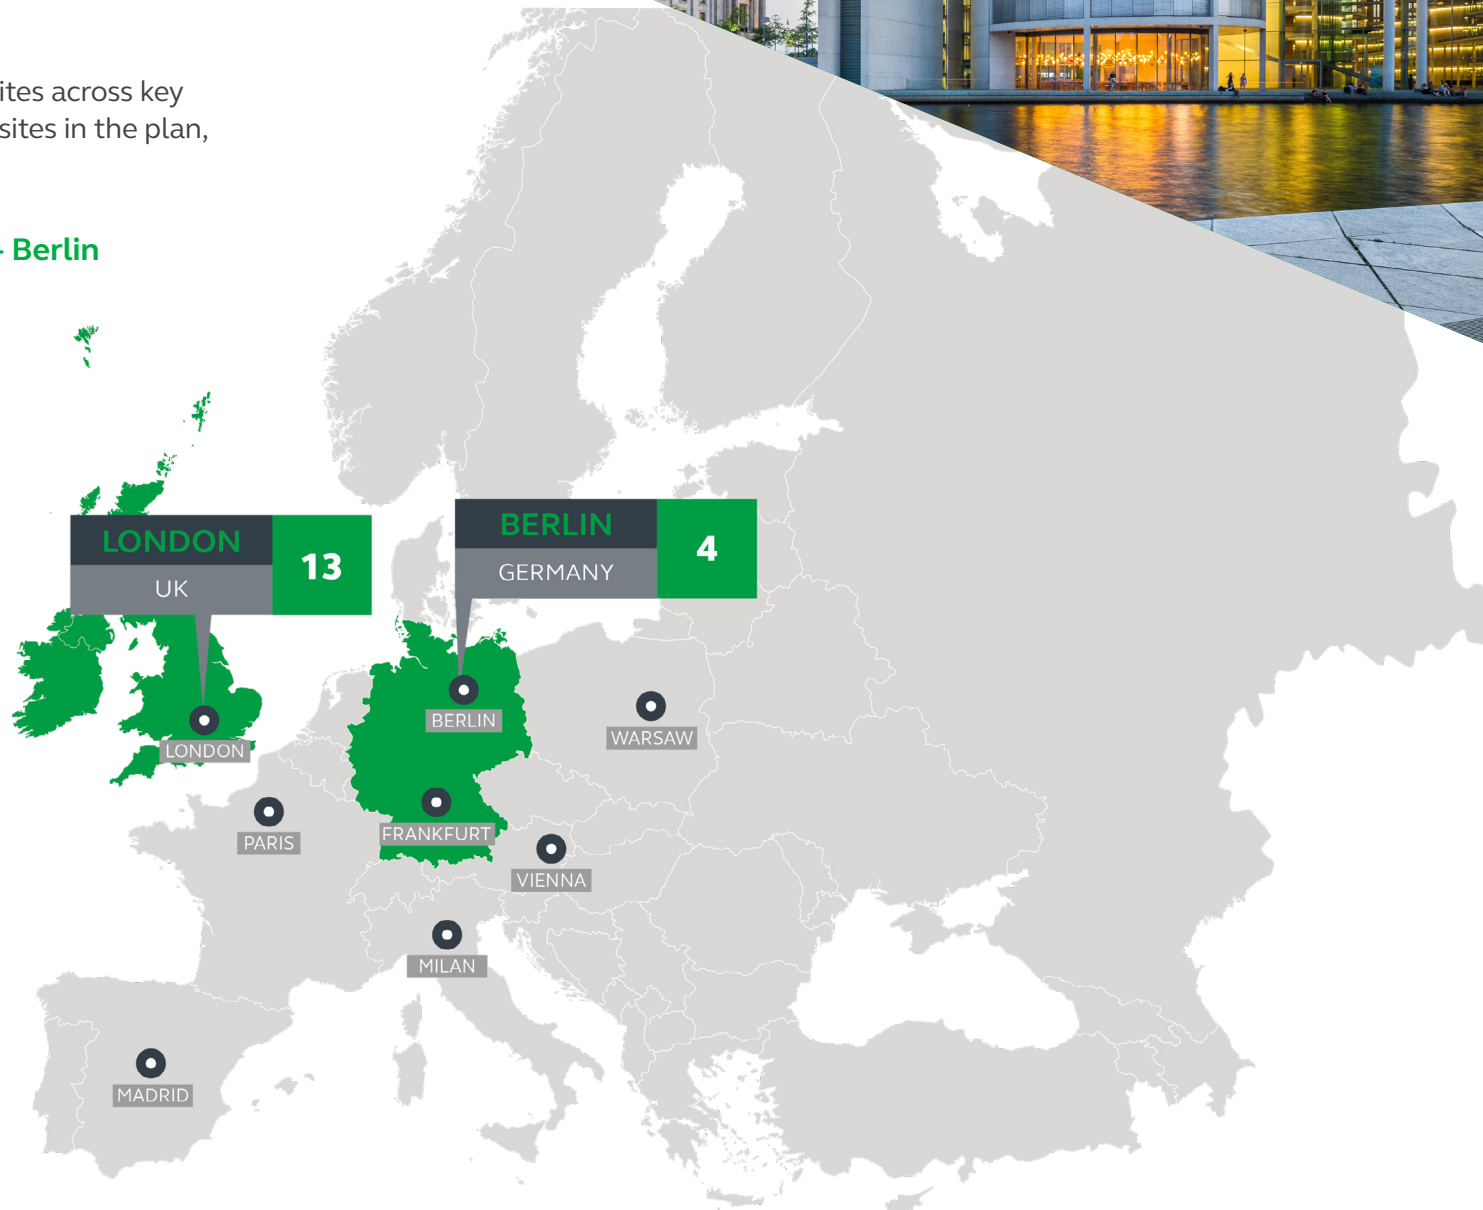 ites across key
sites in the plan,
- Berlin
LONDON
UK
13
BERLIN
GERMANY
4
BERLIN
WARSAW
LONDON
PARIS
FRANKFURT
VIENNA
MILAN
MADRID